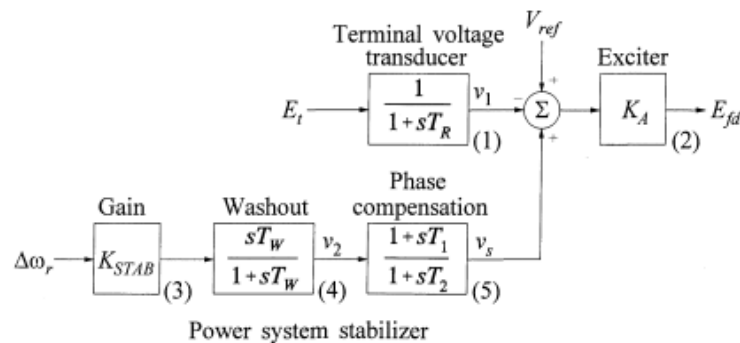 Terminal voltage
transducer
V_ref
Exciter
E_t
1
1+sT_R
v_1
(1)
−
+
Σ
+
K_A
(2)
E_fd
Gain
Washout
Phase
compensation
Δω_r
K_STAB
(3)
sT_W
1+sT_W
v_2
(4)
1+sT_1
1+sT_2
v_s
(5)
Power system stabilizer